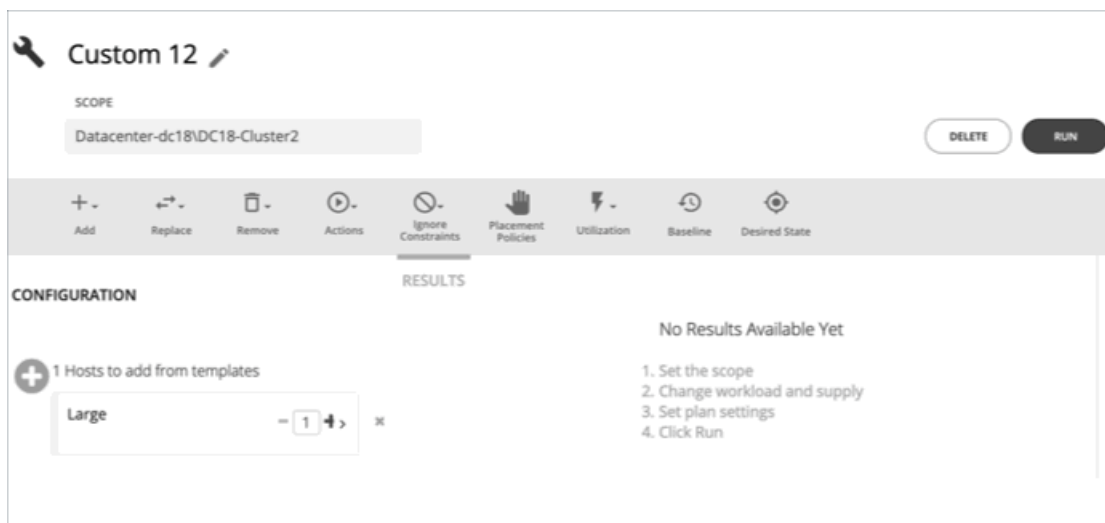 Custom 12
SCOPE
Datacenter-dc18\DC18-Cluster2
DELETE
RUN
Add
Replace
Remove
Actions
Ignore
Constraints
Placement
Policies
Utilization
Baseline
Desired State
RESULTS
CONFIGURATION
No Results Available Yet
1 Hosts to add from templates
Large
1
1. Set the scope
2. Change workload and supply
3. Set plan settings
4. Click Run